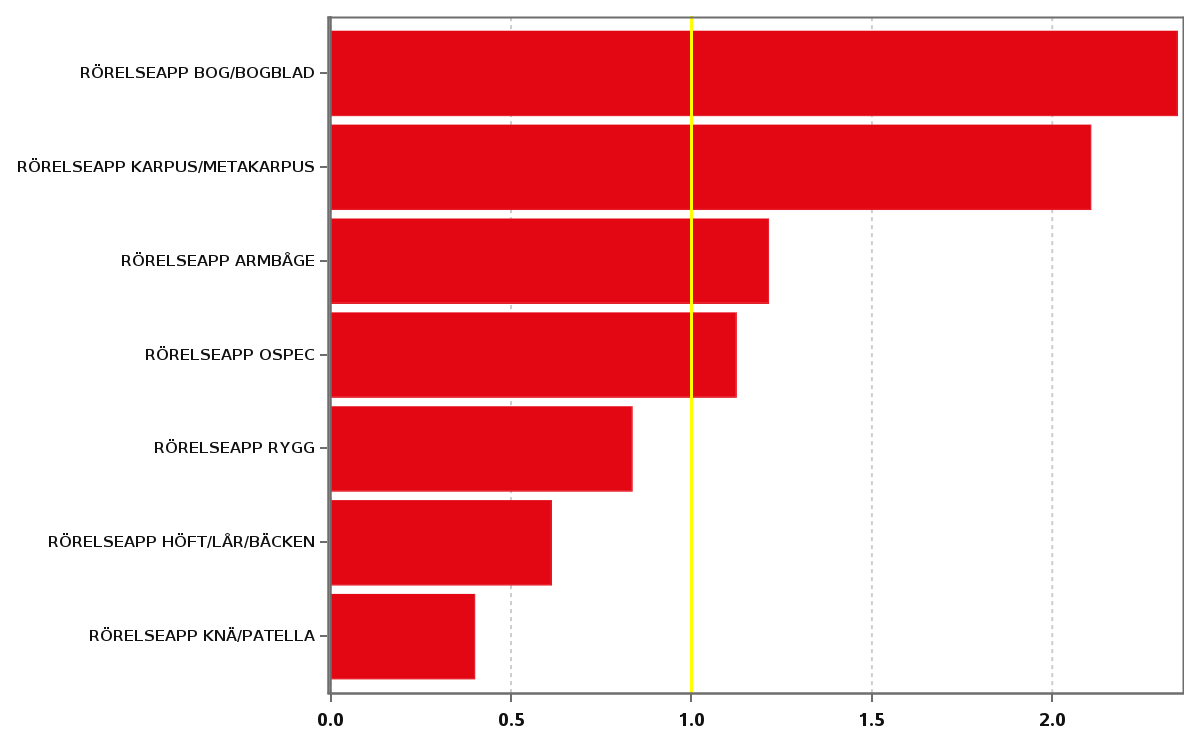 RÖRELSEAPP BOG/BOGBLAD
RÖRELSEAPP KARPUS/METAKARPUS
RÖRELSEAPP ARMBÅGE
RÖRELSEAPP OSPEC
RÖRELSEAPP RYGG
RÖRELSEAPP HÖFT/LÅR/BÄCKEN
RÖRELSEAPP KNÄ/PATELLA
0.0 0.5 1.0 1.5 2.0